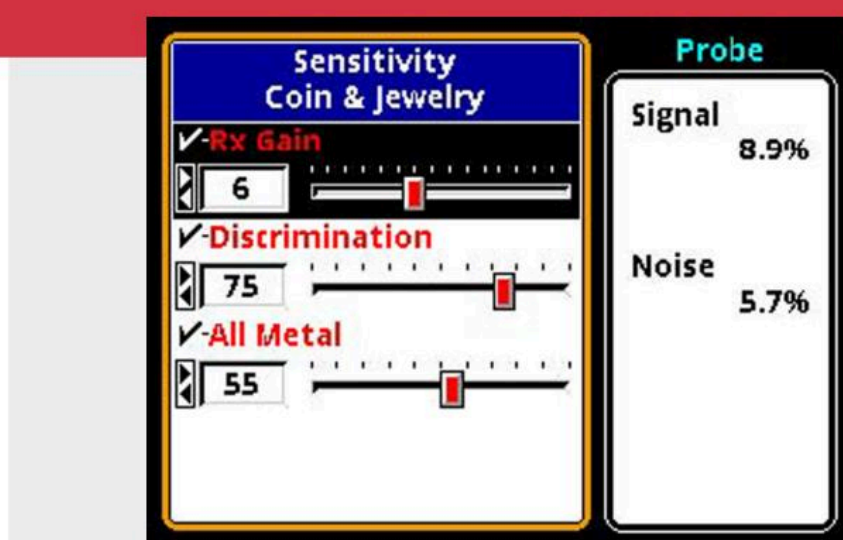 Sensitivity
Coin & Jewelry
Rx Gain
6
Discrimination
75
All Metal
55
Probe
Signal
8.9%
Noise
5.7%